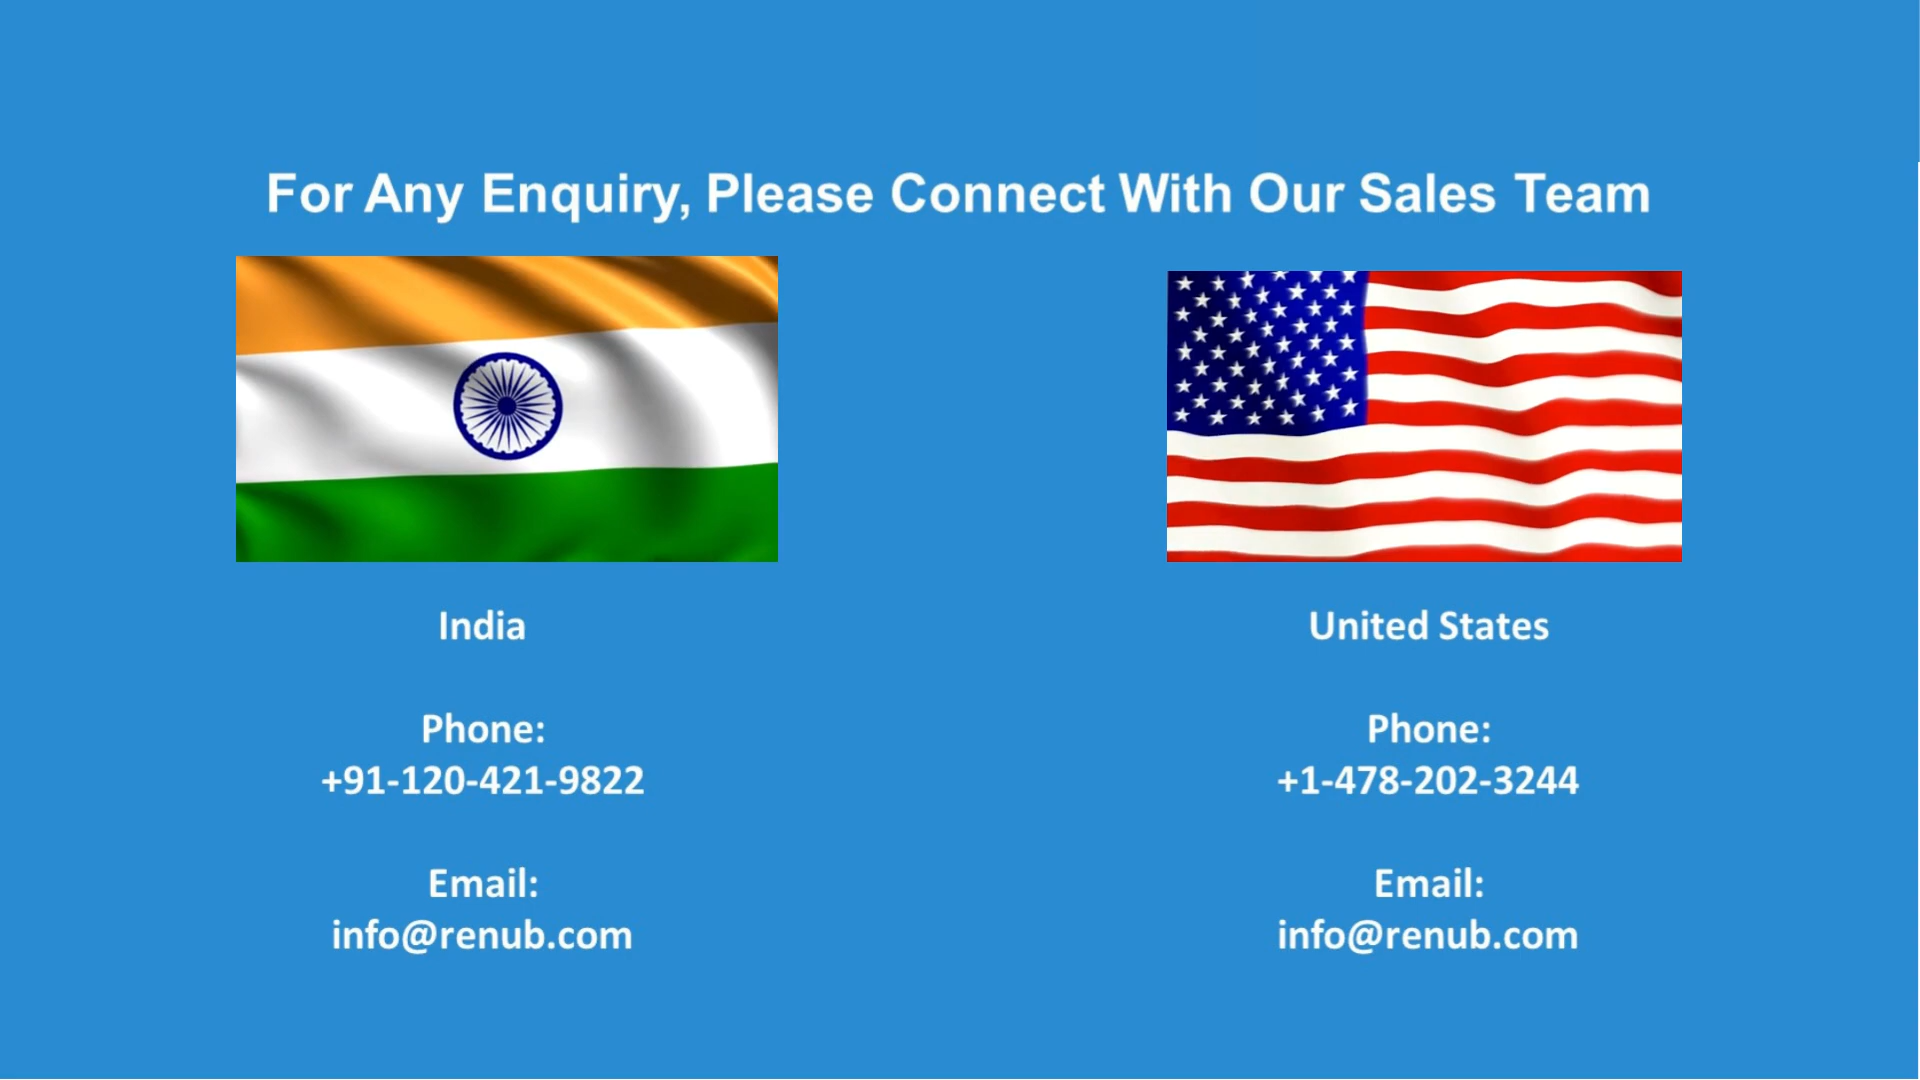 For Any Enquiry, Please Connect With Our Sales Team
India
Phone:
+91-120-421-9822
Email:
info@renub.com
United States
Phone:
+1-478-202-3244
Email:
info@renub.com